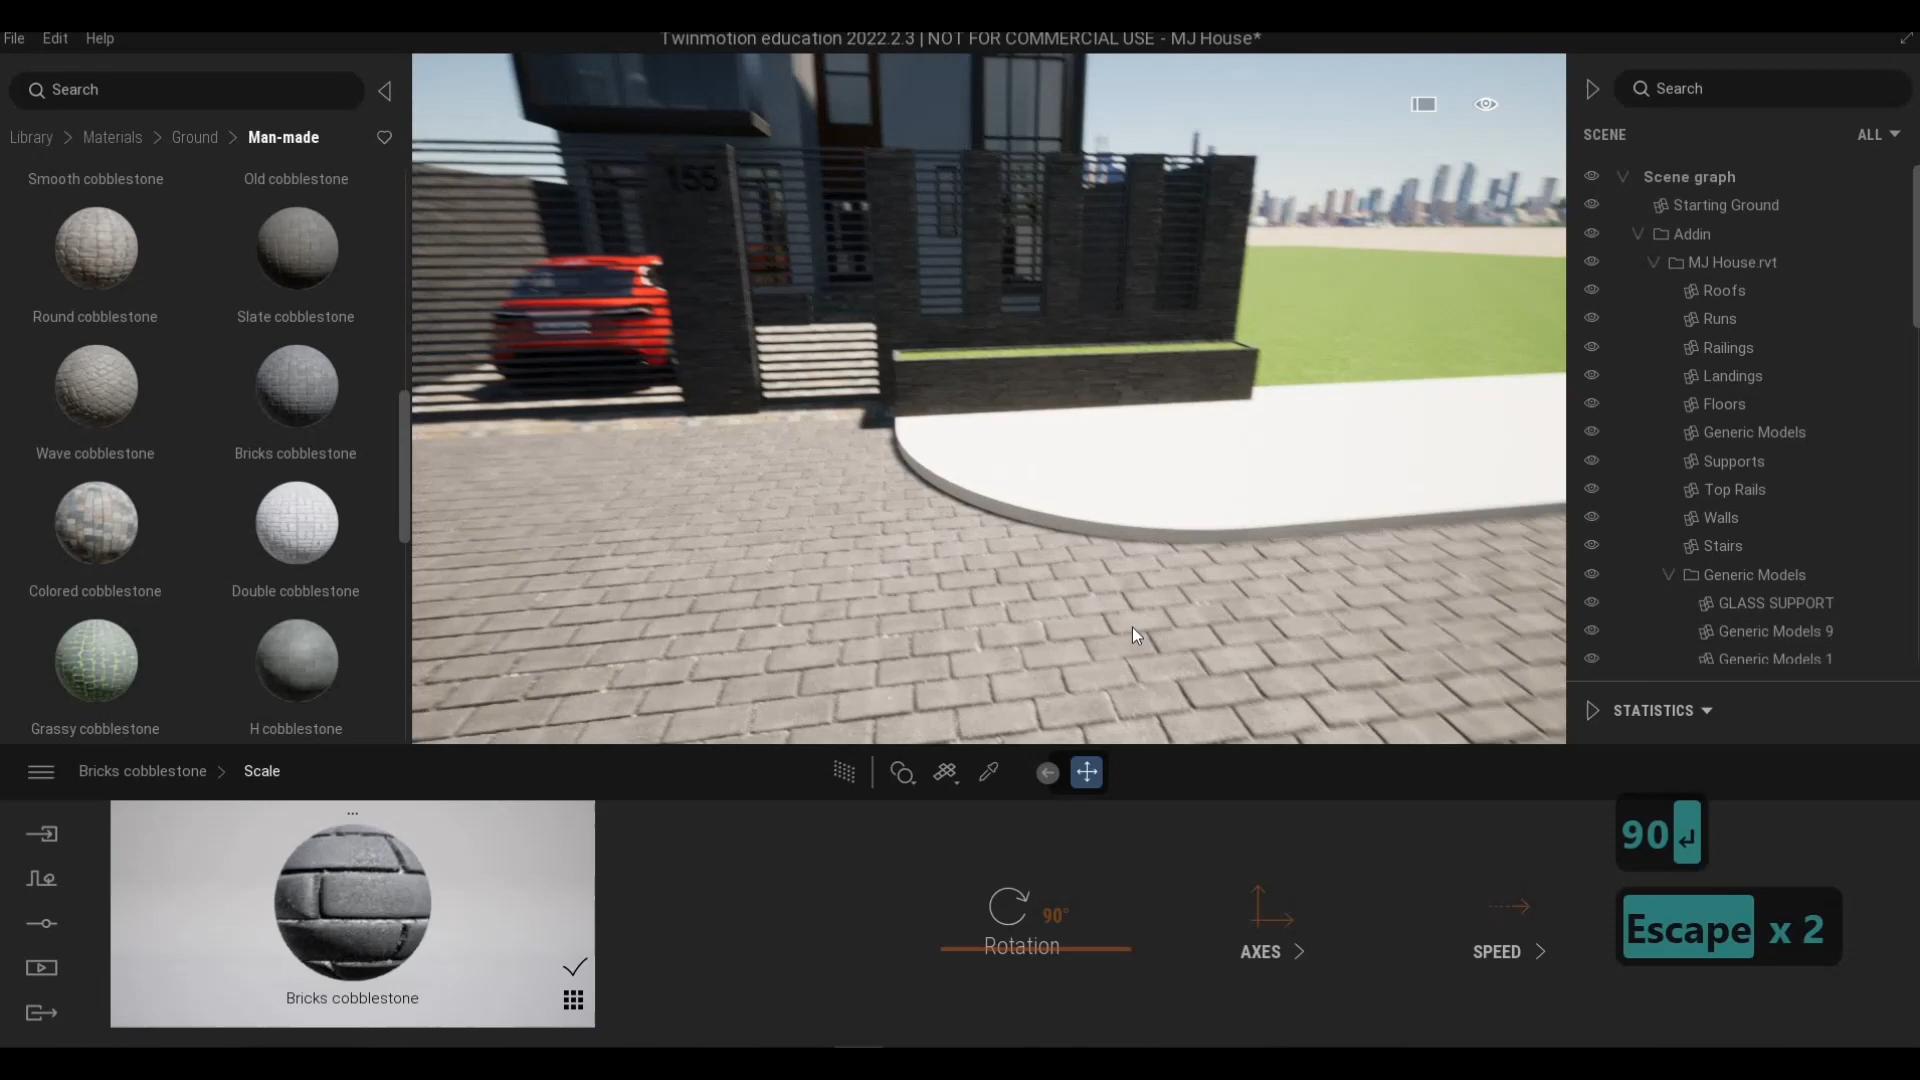 File Edit Help
Twinmotion education 2022.2.3 | NOT FOR COMMERCIAL USE - MJ House*
Search
Library > Materials > Ground > Man-made
Smooth cobblestone
Old cobblestone
Round cobblestone
Slate cobblestone
Wave cobblestone
Bricks cobblestone
Colored cobblestone
Double cobblestone
Grassy cobblestone
H cobblestone
155
Search
SCENE
ALL
Scene graph
Starting Ground
Addin
MJ House.rvt
Roofs
Runs
Railings
Landings
Floors
Generic Models
Supports
Top Rails
Walls
Stairs
Generic Models
GLASS SUPPORT
Generic Models 9
Generic Models 1
STATISTICS
Bricks cobblestone > Scale
...
Bricks cobblestone
90°
Rotation
AXES
SPEED
90
Escape x 2